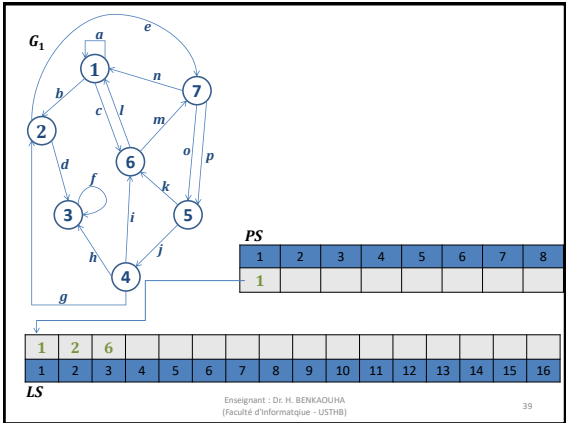 G₁
e
a
1
n
7
b
c
l
m
2
o
p
6
d
f
k
3
5
i
h
j
4
g
PS
1 2 3 4 5 6 7 8
1
1 2 6
1 2 3 4 5 6 7 8 9 10 11 12 13 14 15 16
LS
Enseignant : Dr. H. BENKAOUHA
(Faculté d'Informatqiue - USTHB)
39